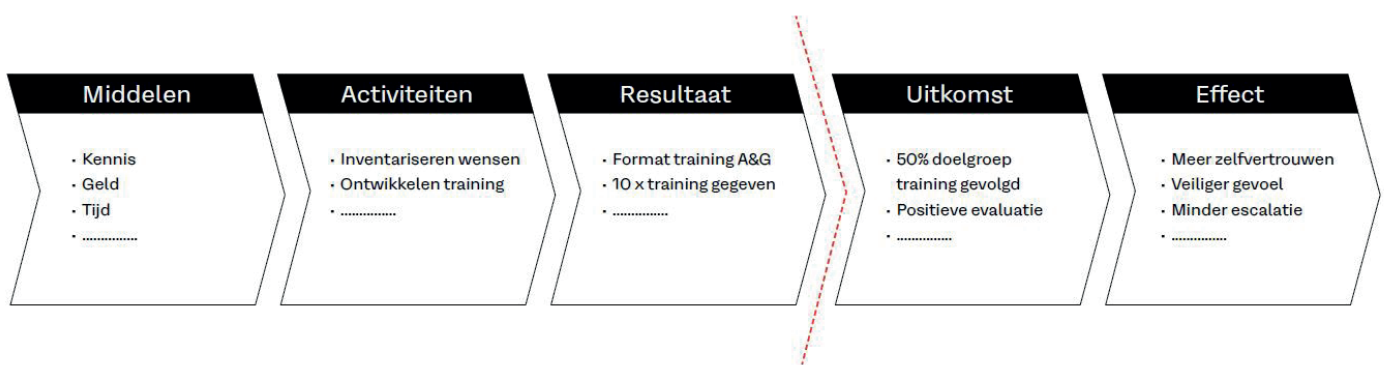 Middelen
· Kennis
· Geld
· Tijd
· ...............
Activiteiten
· Inventariseren wensen
· Ontwikkelen training
· ...............
Resultaat
· Format training A&G
· 10 x training gegeven
· ...............
Uitkomst
· 50% doelgroep
training gevolgd
· Positieve evaluatie
· ...............
Effect
· Meer zelfvertrouwen
· Veiliger gevoel
· Minder escalatie
· ...............